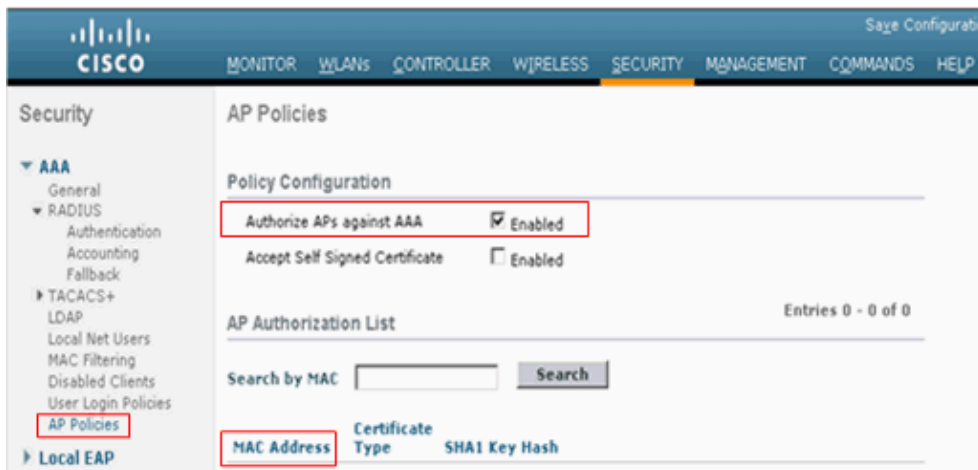 Save Configurati
CISCO
MONITOR WLANs CONTROLLER WIRELESS SECURITY MANAGEMENT COMMANDS HELP
Security
AAA
General
RADIUS
Authentication
Accounting
Fallback
TACACS+
LDAP
Local Net Users
MAC Filtering
Disabled Clients
User Login Policies
AP Policies
Local EAP
AP Policies
Policy Configuration
Authorize APs against AAA Enabled
Accept Self Signed Certificate Enabled
Entries 0 - 0 of 0
AP Authorization List
Search by MAC Search
MAC Address Certificate Type SHA1 Key Hash